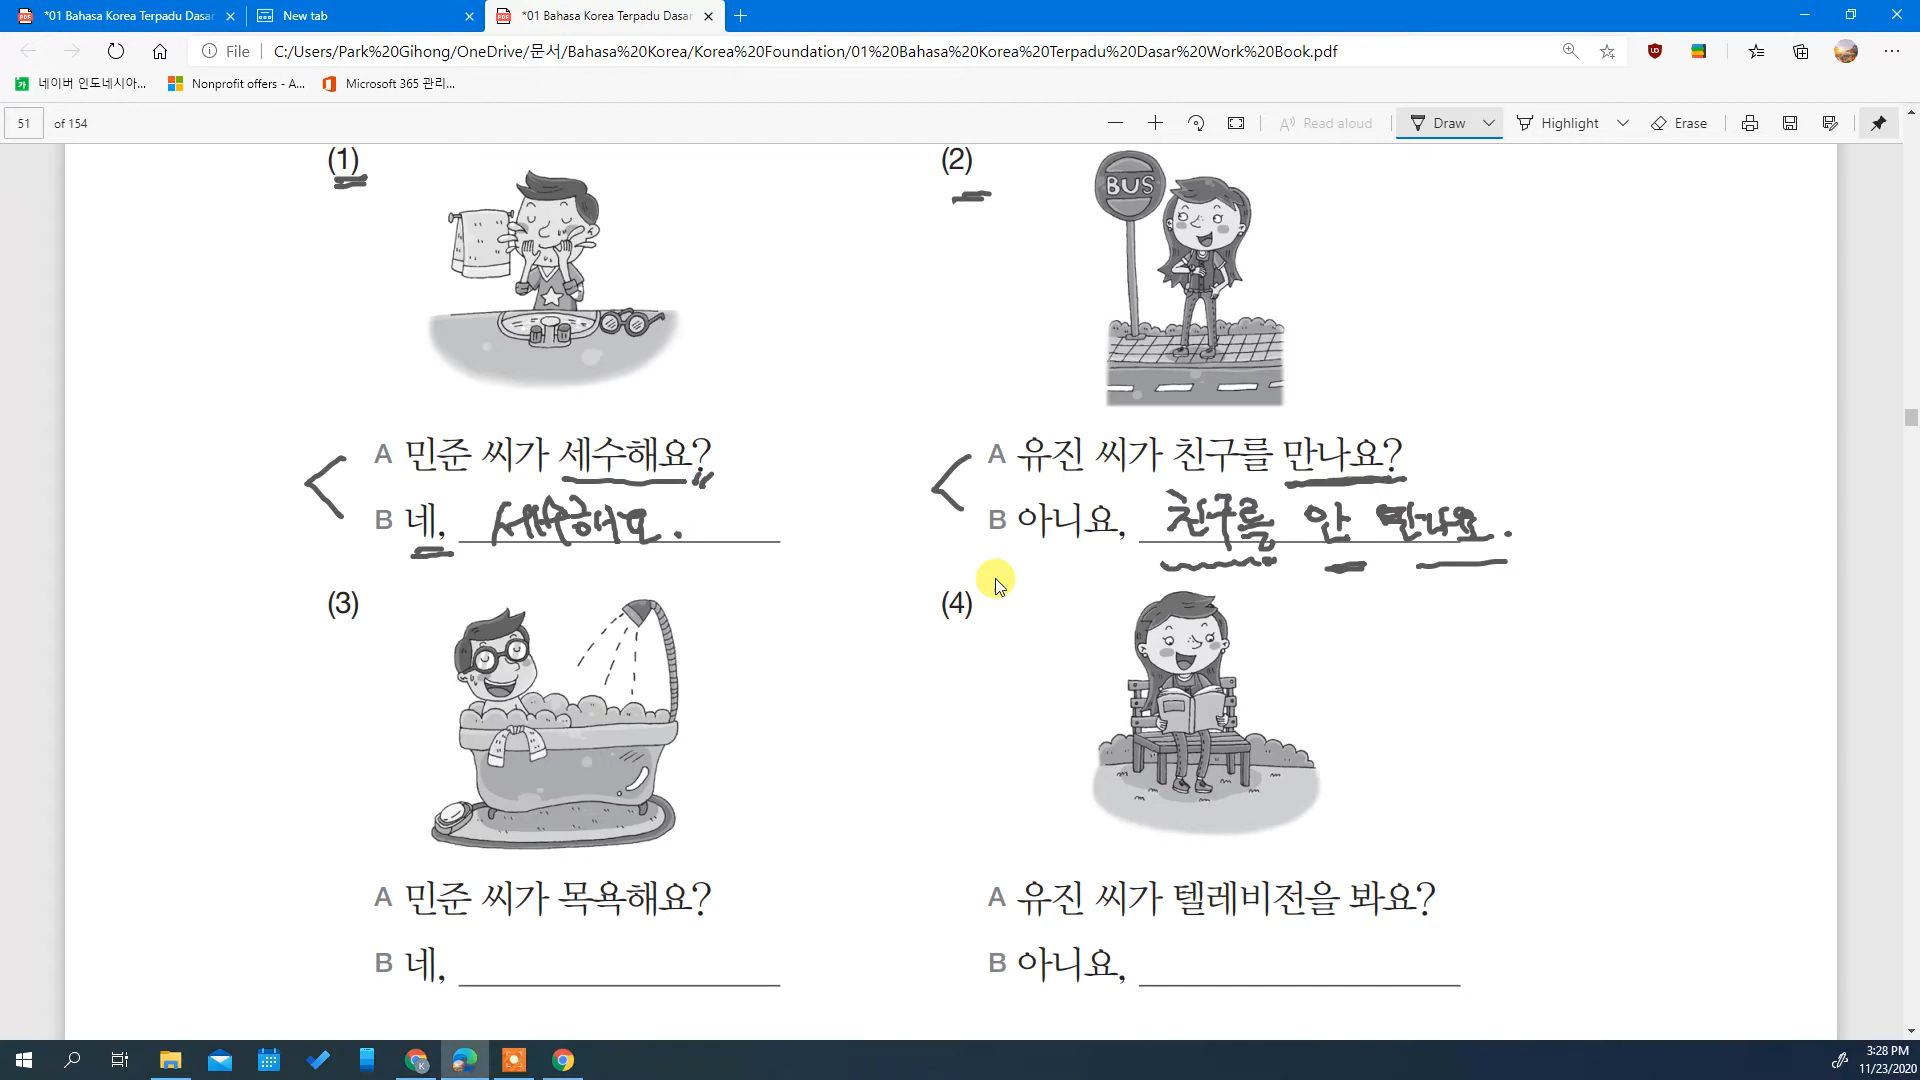 *01 Bahasa Korea Terpadu Dasar
New tab
*01 Bahasa Korea Terpadu Dasar
File
C:/Users/Park%20Gihong/OneDrive/문서/Bahasa%20Korea/Korea%20Foundation/01%20Bahasa%20Korea%20Terpadu%20Dasar%20Work%20Book.pdf
네이버 인도네시아...
Nonprofit offers - A...
Microsoft 365 관리...
51 of 154
Read aloud
Draw
Highlight
Erase
(1)
(2)
BUS
A 민준 씨가 세수해요?
B 네, 세수해요.
A 유진 씨가 친구를 만나요?
B 아니요, 친구를 안 만나요.
(3)
(4)
A 민준 씨가 목욕해요?
B 네,
A 유진 씨가 텔레비전을 봐요?
B 아니요,
3:28 PM
11/23/2020